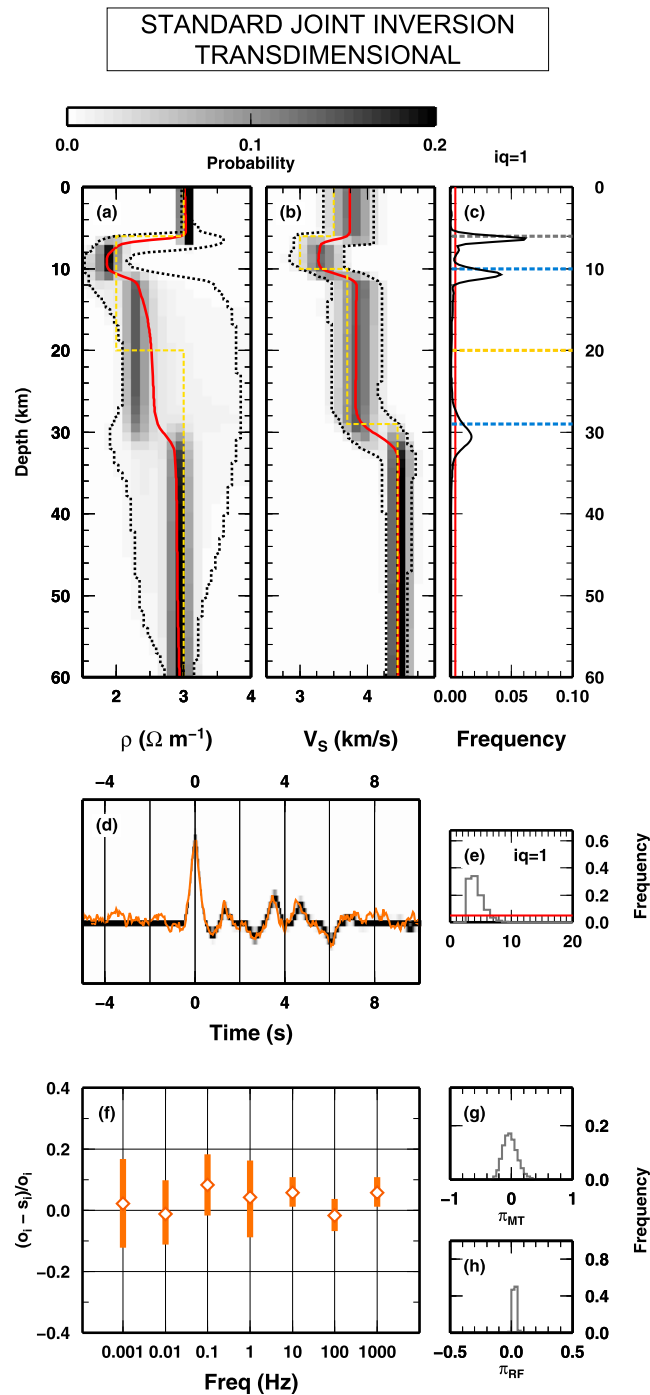 STANDARD JOINT INVERSION
TRANSDIMENSIONAL
0.0 0.1 0.2
Probability
iq=1
0 10 20 30 40 50 60
Depth (km)
(a)
(b)
(c)
0 10 20 30 40 50 60
2 3 4
3 4
0.00 0.05 0.10
ρ (Ω m⁻¹)
V_S (km/s)
Frequency
−4 0 4 8
(d)
−4 0 4 8
Time (s)
(e)
iq=1
0.6 0.4 0.2 0.0
Frequency
0 10 20
(f)
0.4 0.2 0.0 −0.2 −0.4
(o_i − s_i)/o_i
0.001 0.01 0.1 1 10 100 1000
Freq (Hz)
(g)
0.2 0.0
−1 0 1
π_MT
Frequency
(h)
0.8 0.4 0.0
−0.5 0.0 0.5
π_RF